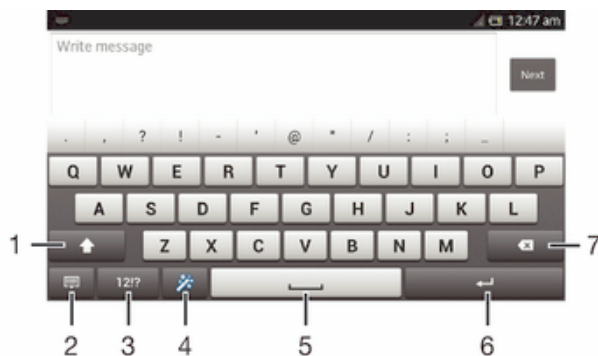 12:47 am
Write message
Next
. , ? ! - ' @ " / : ; _
Q W E R T Y U I O P
A S D F G H J K L
1 Z X C V B N M 7
12!?
2 3 4 5 6